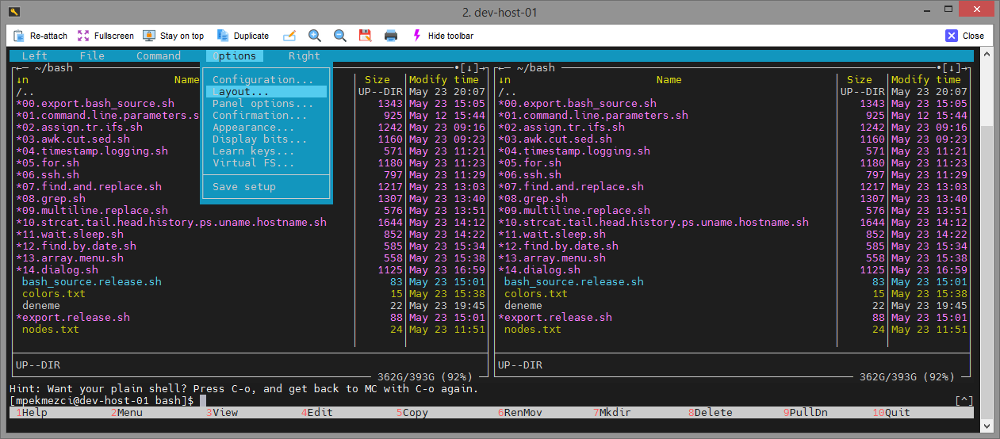 2. dev-host-01
Re-attach Fullscreen Stay on top Duplicate Hide toolbar Close
Left File Command Options Right
←─ ~/bash •[↓]→ ←─ ~/bash •[↓]→
↓n Name Size Modify time ↓n Name Size Modify time
Configuration...
Layout...
Panel options...
Confirmation...
Appearance...
Display bits...
Learn keys...
Virtual FS...
Save setup
/.. UP--DIR May 23 20:07 /.. UP--DIR May 23 20:07
*00.export.bash_source.sh 1343 May 23 15:05 *00.export.bash_source.sh 1343 May 23 15:05
*01.command.line.parameters.s 925 May 12 15:44 *01.command.line.parameters.sh 925 May 12 15:44
*02.assign.tr.ifs.sh 1242 May 23 09:16 *02.assign.tr.ifs.sh 1242 May 23 09:16
*03.awk.cut.sed.sh 1160 May 23 09:23 *03.awk.cut.sed.sh 1160 May 23 09:23
*04.timestamp.logging.sh 571 May 23 11:21 *04.timestamp.logging.sh 571 May 23 11:21
*05.for.sh 1180 May 23 11:23 *05.for.sh 1180 May 23 11:23
*06.ssh.sh 797 May 23 11:29 *06.ssh.sh 797 May 23 11:29
*07.find.and.replace.sh 1217 May 23 13:03 *07.find.and.replace.sh 1217 May 23 13:03
*08.grep.sh 1307 May 23 13:40 *08.grep.sh 1307 May 23 13:40
*09.multiline.replace.sh 576 May 23 13:51 *09.multiline.replace.sh 576 May 23 13:51
*10.strcat.tail.head.history.ps.uname.hostname.sh 1644 May 23 14:12 *10.strcat.tail.head.history.ps.uname.hostname.sh 1644 May 23 14:12
*11.wait.sleep.sh 852 May 23 14:22 *11.wait.sleep.sh 852 May 23 14:22
*12.find.by.date.sh 585 May 23 15:34 *12.find.by.date.sh 585 May 23 15:34
*13.array.menu.sh 558 May 23 15:38 *13.array.menu.sh 558 May 23 15:38
*14.dialog.sh 1125 May 23 16:59 *14.dialog.sh 1125 May 23 16:59
bash_source.release.sh 83 May 23 15:01 bash_source.release.sh 83 May 23 15:01
colors.txt 15 May 23 15:38 colors.txt 15 May 23 15:38
deneme 22 May 23 19:45 deneme 22 May 23 19:45
*export.release.sh 88 May 23 15:01 *export.release.sh 88 May 23 15:01
nodes.txt 24 May 23 11:51 nodes.txt 24 May 23 11:51
UP--DIR UP--DIR
362G/393G (92%) 362G/393G (92%)
Hint: Want your plain shell? Press C-o, and get back to MC with C-o again.
[mpekmezci@dev-host-01 bash]$ [^]
1Help 2Menu 3View 4Edit 5Copy 6RenMov 7Mkdir 8Delete 9PullDn 10Quit